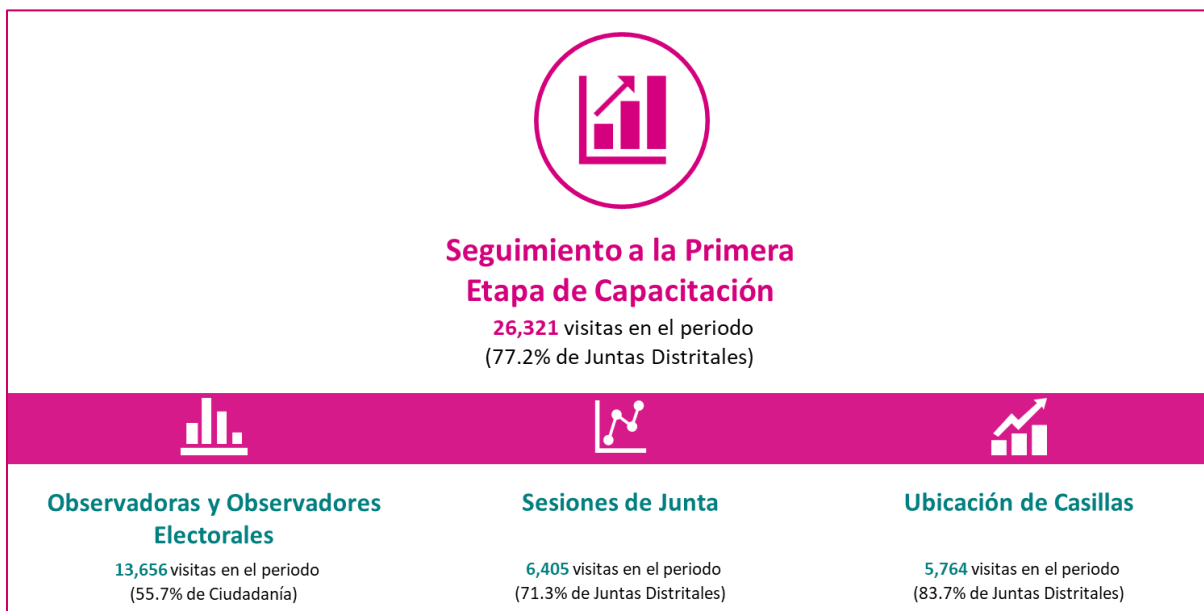 Seguimiento a la Primera
Etapa de Capacitación
26,321 visitas en el periodo
(77.2% de Juntas Distritales)
Observadoras y Observadores
Electorales
13,656 visitas en el periodo
(55.7% de Ciudadanía)
Sesiones de Junta
6,405 visitas en el periodo
(71.3% de Juntas Distritales)
Ubicación de Casillas
5,764 visitas en el periodo
(83.7% de Juntas Distritales)